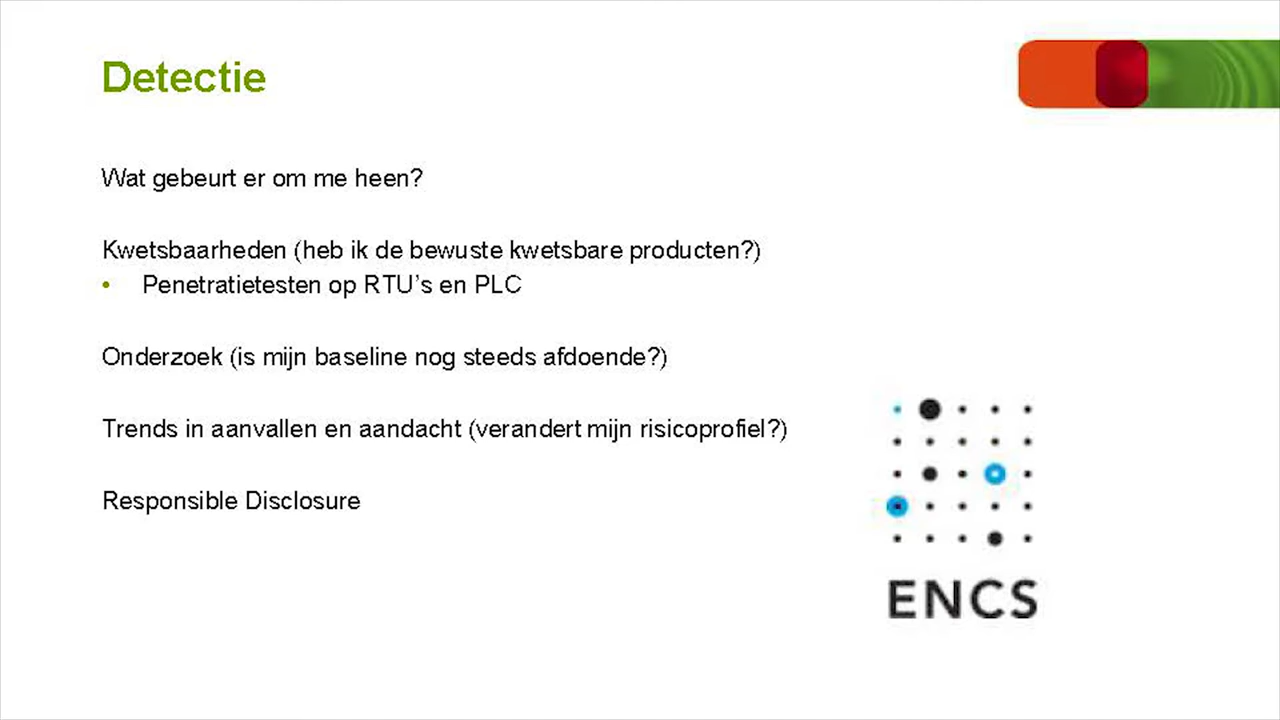 Detectie
Wat gebeurt er om me heen?
Kwetsbaarheden (heb ik de bewuste kwetsbare producten?)
• Penetratietesten op RTU's en PLC
Onderzoek (is mijn baseline nog steeds afdoende?)
Trends in aanvallen en aandacht (verandert mijn risicoprofiel?)
Responsible Disclosure
ENCS